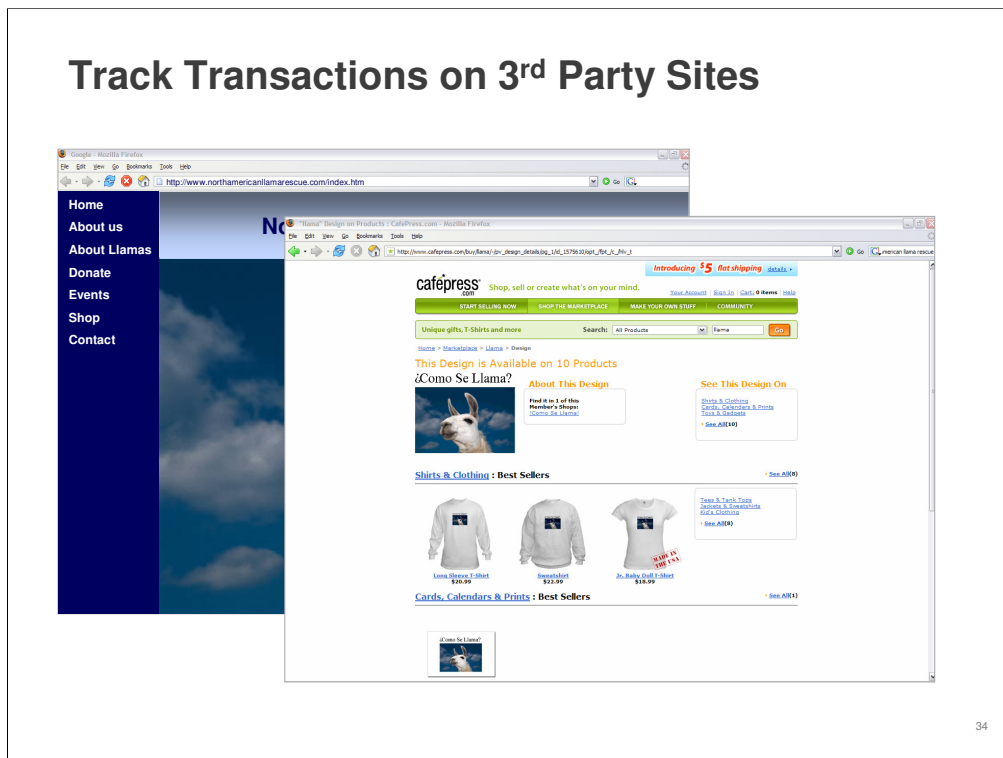 Track Transactions on 3rd Party Sites
Google - Mozilla Firefox
File Edit View Go Bookmarks Tools Help
http://www.northamericanllamarescue.com/index.htm
Go
Home
About us
About Llamas
Donate
Events
Shop
Contact
No
"llama" Design on Products : CafePress.com - Mozilla Firefox
File Edit View Go Bookmarks Tools Help
Go
merican llama rescue
Introducing $5 flat shipping details
cafepress .com
Shop, sell or create what's on your mind.
Your Account | Sign In | Cart: 0 items | Help
START SELLING NOW SHOP THE MARKETPLACE MAKE YOUR OWN STUFF COMMUNITY
Unique gifts, T-Shirts and more Search: All Products llama Go
Home > Marketplace > Llama > Design
This Design is Available on 10 Products
¿Como Se Llama?
About This Design
Find it in 1 of this
Member's Shops:
!Como Se Llama!
See This Design On
Shirts & Clothing
Cards, Calendars & Prints
Toys & Gadgets
See All(10)
Shirts & Clothing : Best Sellers
See All(8)
Tees & Tank Tops
Jackets & Sweatshirts
Kid's Clothing
See All(8)
MADE IN
THE USA
Long Sleeve T-Shirt
$20.99
Sweatshirt
$22.99
Jr. Baby Doll T-Shirt
$18.99
Cards, Calendars & Prints : Best Sellers
See All(1)
¿Como Se Llama?
34